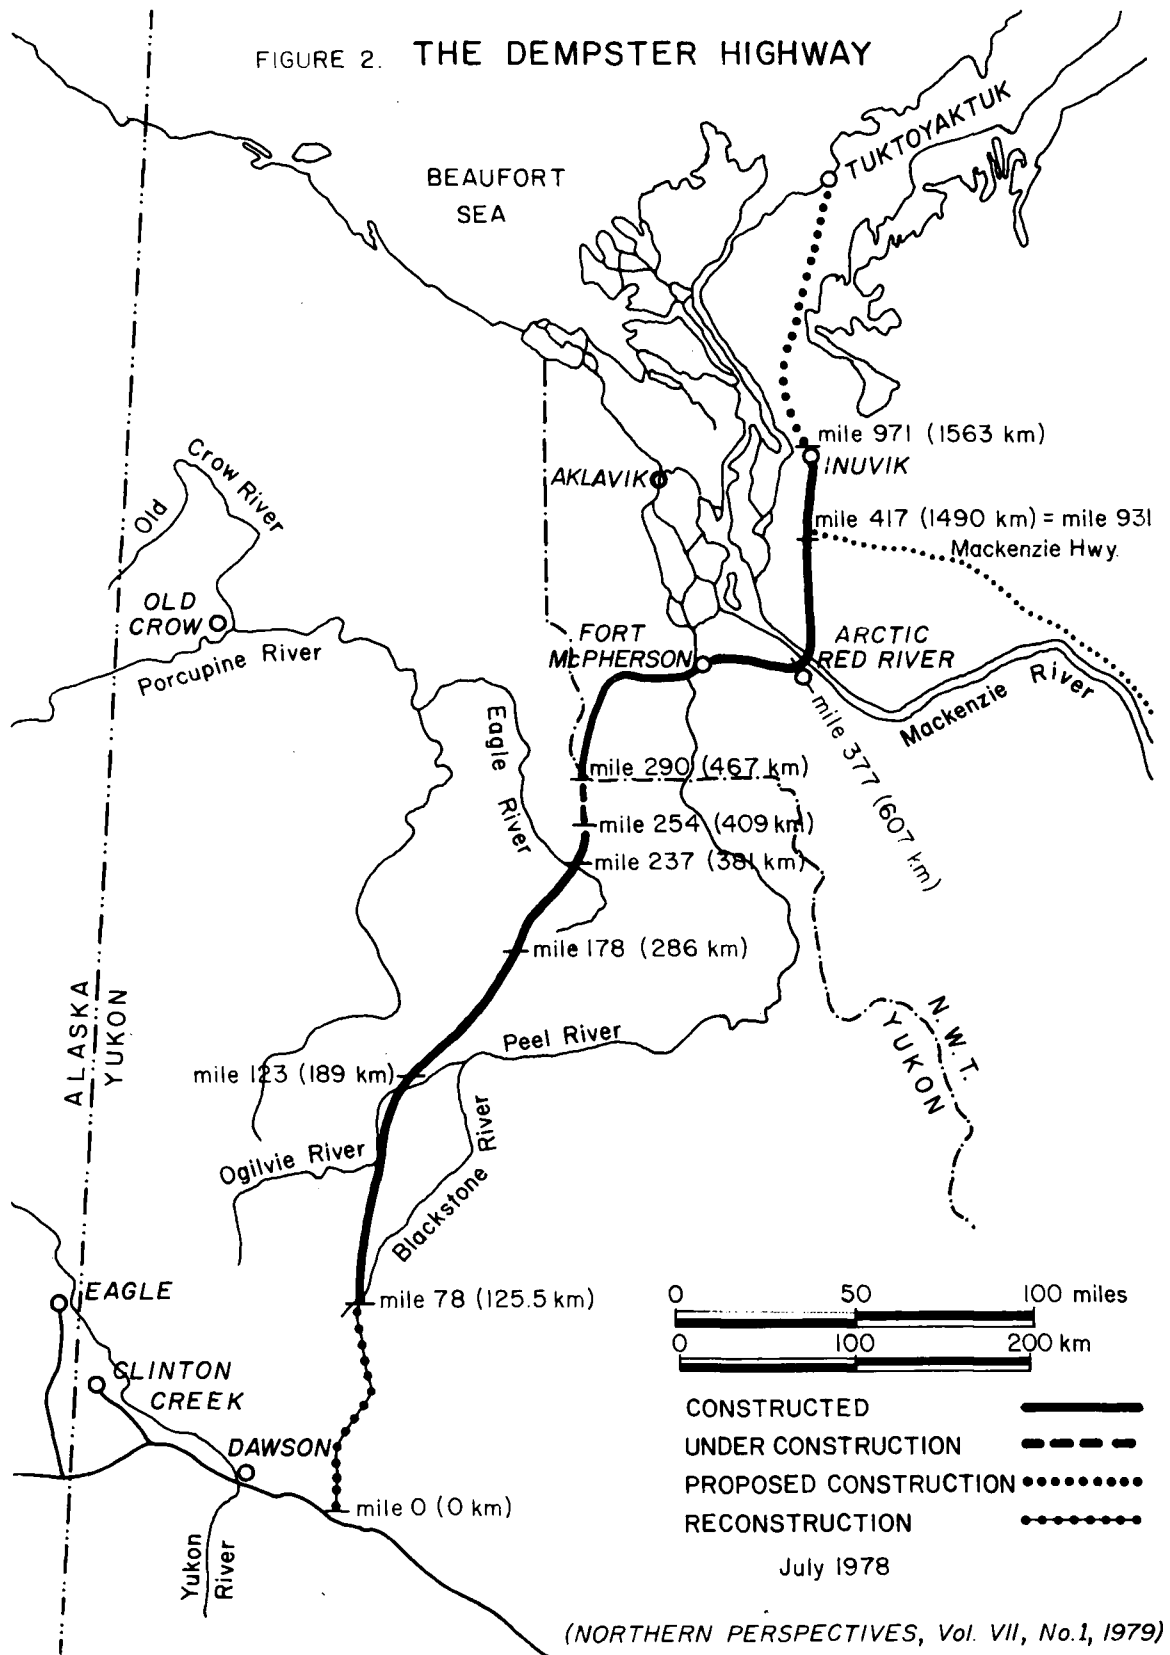 FIGURE 2. THE DEMPSTER HIGHWAY
TUKTOYAKTUK
BEAUFORT
SEA
mile 971 (1563 km)
INUVIK
AKLAVIK
Old Crow River
mile 417 (1490 km) = mile 931
Mackenzie Hwy.
OLD
CROW
Porcupine River
FORT
McPHERSON
ARCTIC
RED RIVER
Mackenzie River
mile 377 (607 km)
Eagle River
mile 290 (467 km)
mile 254 (409 km)
mile 237 (381 km)
mile 178 (286 km)
ALASKA
YUKON
N.W.T.
YUKON
Peel River
mile 123 (189 km)
Ogilvie River
Blackstone River
EAGLE
mile 78 (125.5 km)
CLINTON
CREEK
DAWSON
mile 0 (0 km)
Yukon
River
0 50 100 miles
0 100 200 km
CONSTRUCTED
UNDER CONSTRUCTION
PROPOSED CONSTRUCTION
RECONSTRUCTION
July 1978
(NORTHERN PERSPECTIVES, Vol. VII, No.1, 1979)